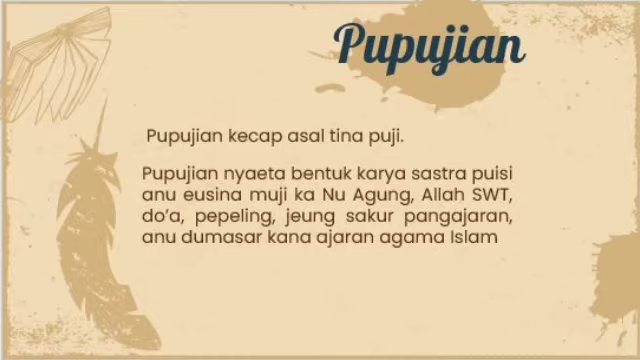 Pupujian
Pupujian kecap asal tina puji.
Pupujian nyaeta bentuk karya sastra puisi
anu eusina muji ka Nu Agung, Allah SWT,
do’a, pepeling, jeung sakur pangajaran,
anu dumasar kana ajaran agama Islam